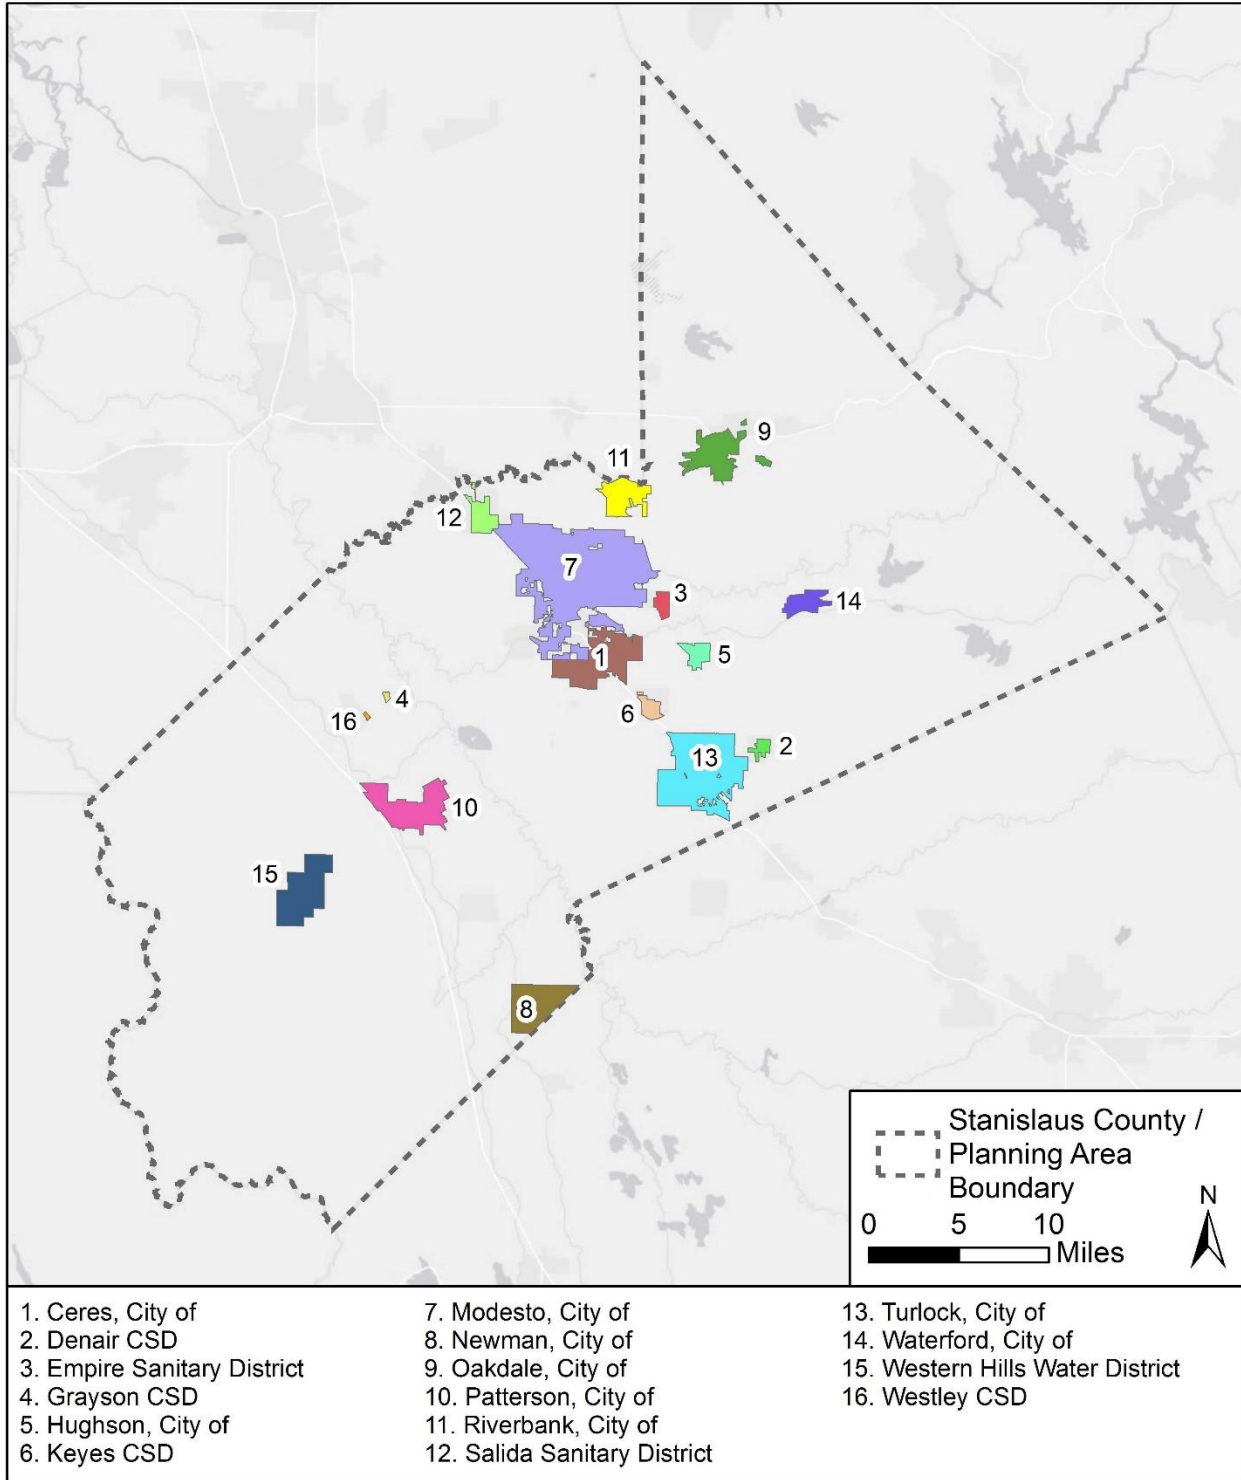 9
11
12
7
3
14
1
5
4
16
6
2
13
10
15
8
Stanislaus County /
Planning Area
Boundary
N
0 5 10
Miles
1. Ceres, City of
2. Denair CSD
3. Empire Sanitary District
4. Grayson CSD
5. Hughson, City of
6. Keyes CSD
7. Modesto, City of
8. Newman, City of
9. Oakdale, City of
10. Patterson, City of
11. Riverbank, City of
12. Salida Sanitary District
13. Turlock, City of
14. Waterford, City of
15. Western Hills Water District
16. Westley CSD